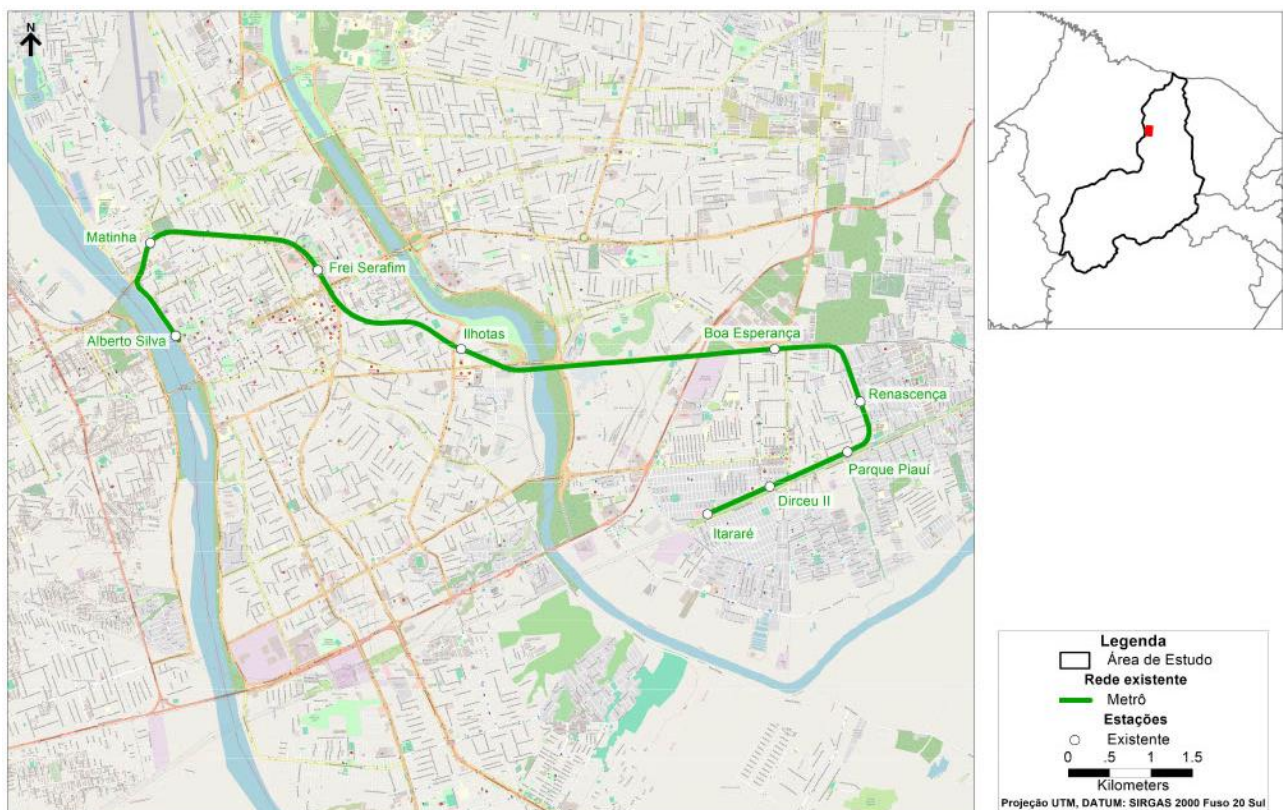 N
Matinha
Frei Serafim
Alberto Silva
Ilhotas
Boa Esperança
Renascença
Parque Piauí
Dirceu II
Itararé
Legenda
Área de Estudo
Rede existente
Metrô
Estações
Existente
0 .5 1 1.5
Kilometers
Projeção UTM, DATUM: SIRGAS 2000 Fuso 20 Sul